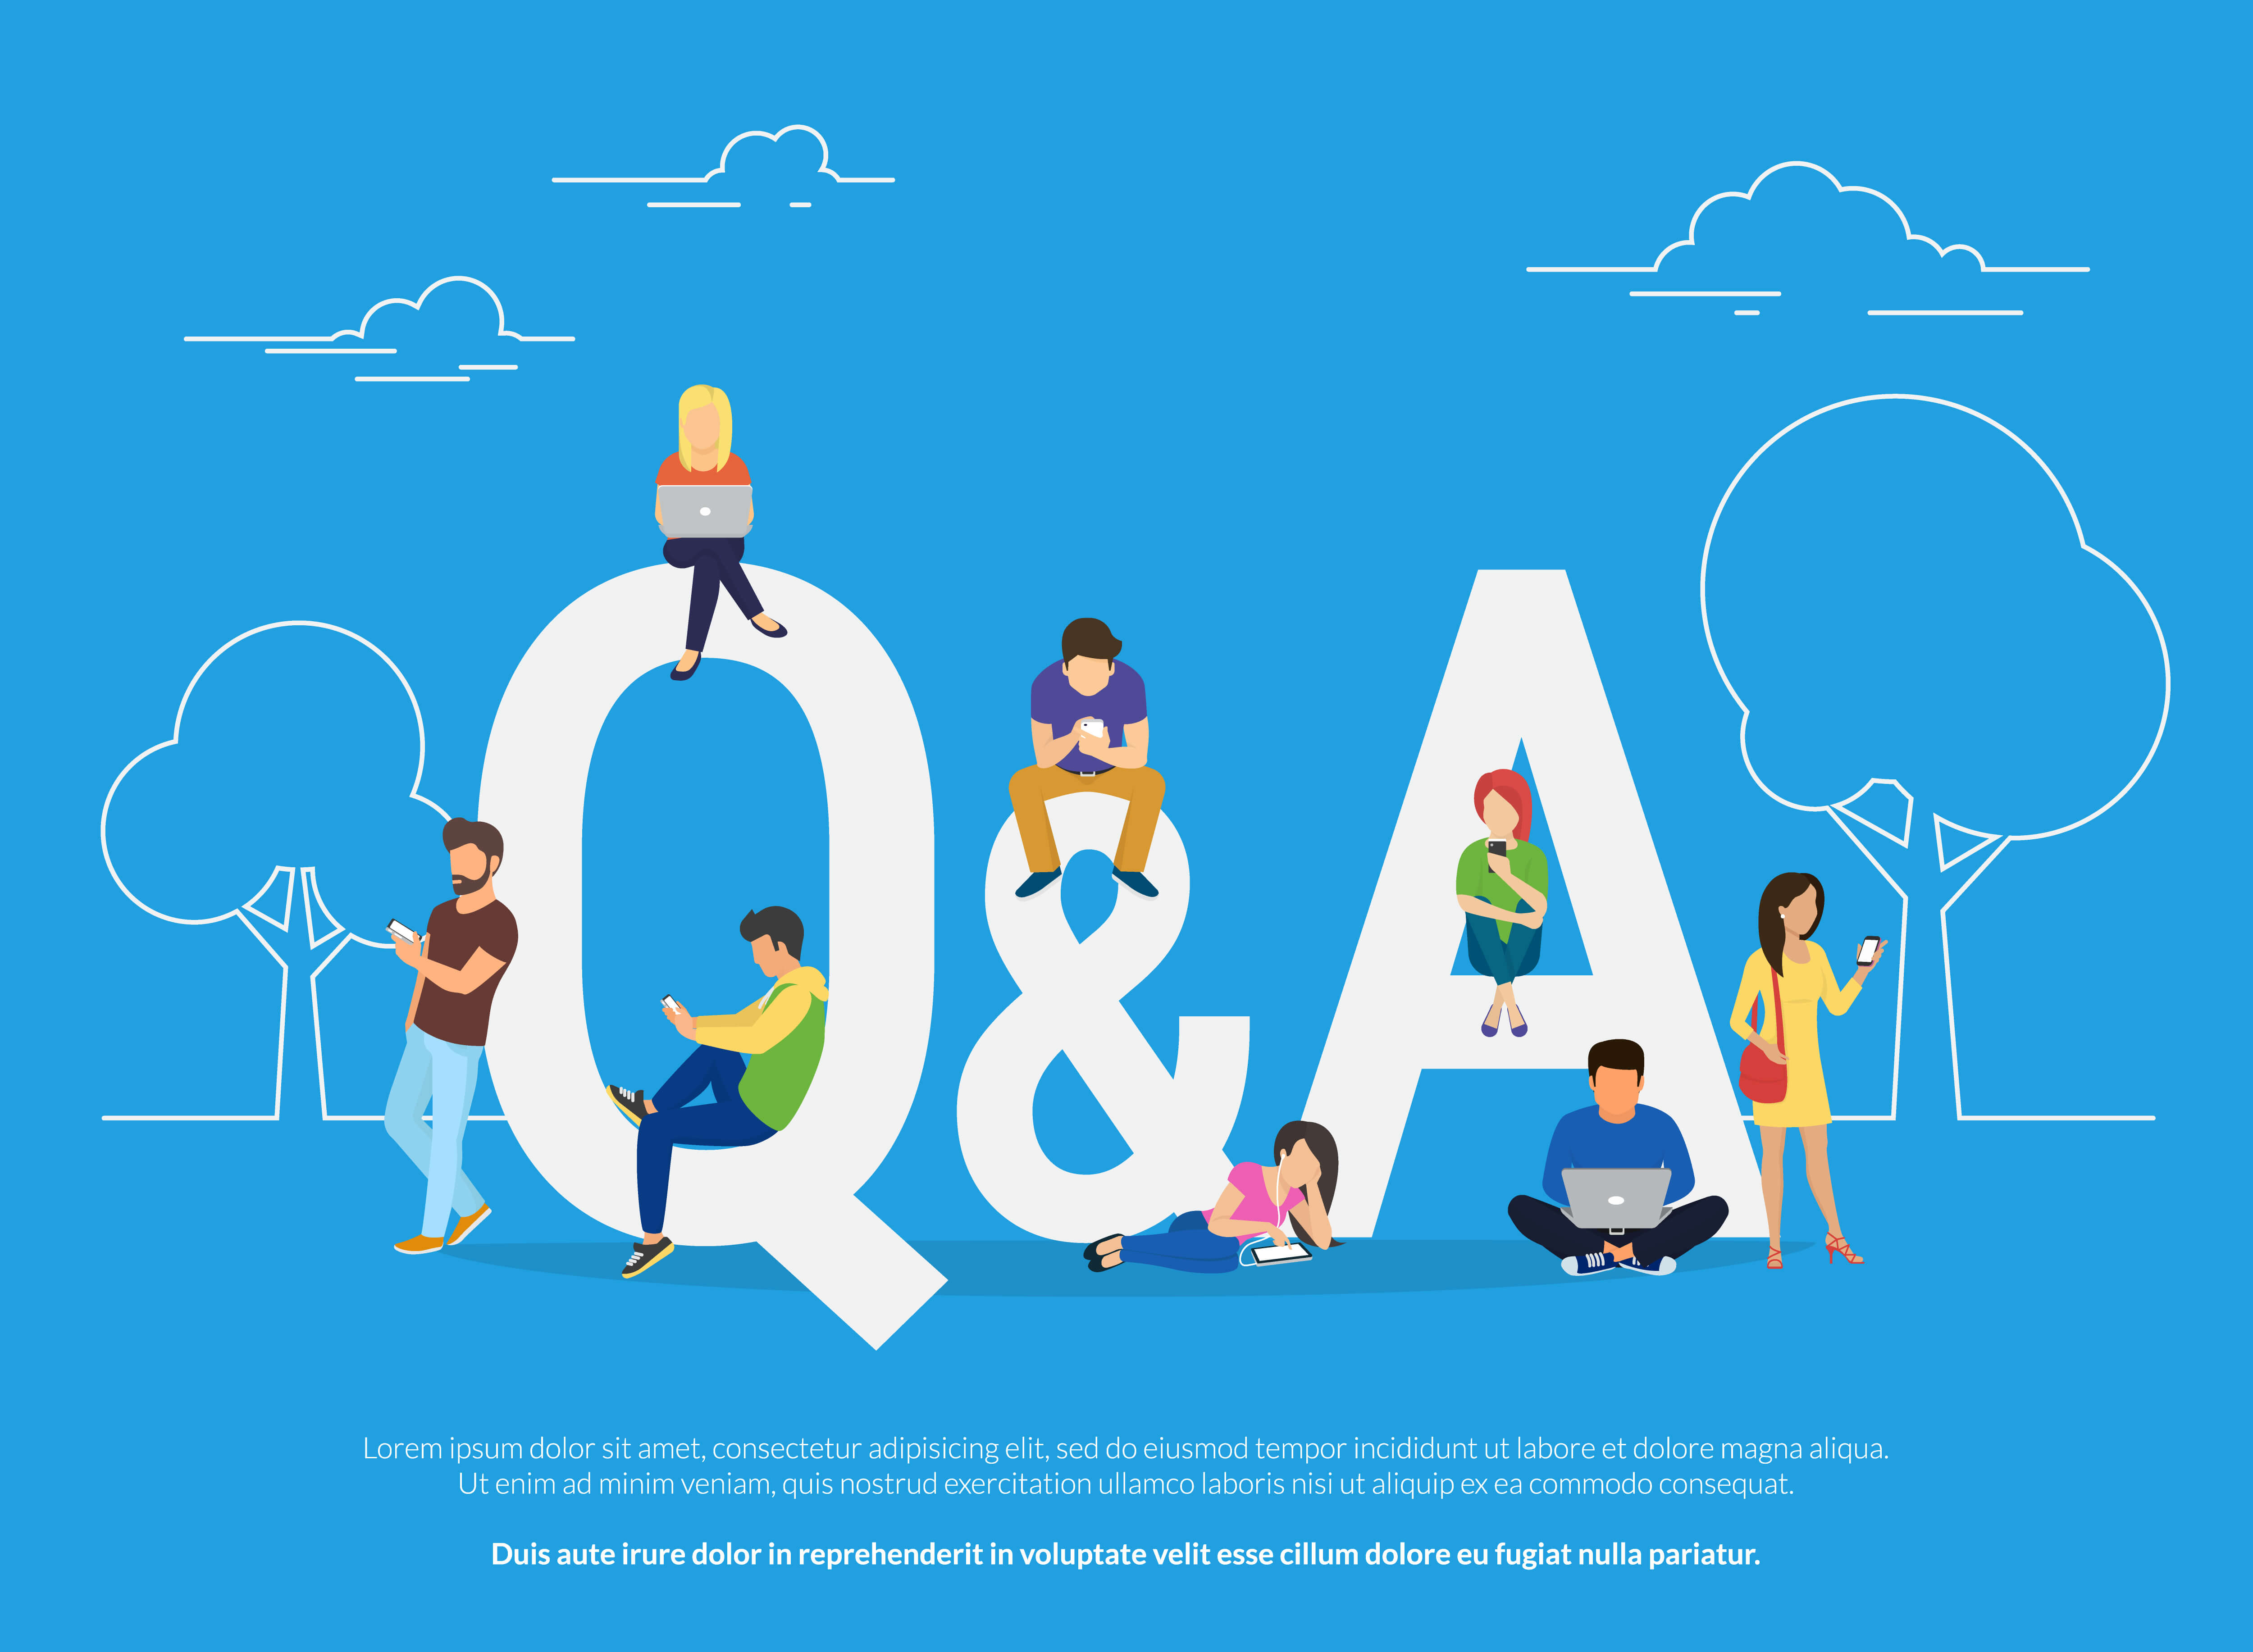 Q&A
Lorem ipsum dolor sit amet, consectetur adipisicing elit, sed do eiusmod tempor incididunt ut labore et dolore magna aliqua.
Ut enim ad minim veniam, quis nostrud exercitation ullamco laboris nisi ut aliquip ex ea commodo consequat.
Duis aute irure dolor in reprehenderit in voluptate velit esse cillum dolore eu fugiat nulla pariatur.